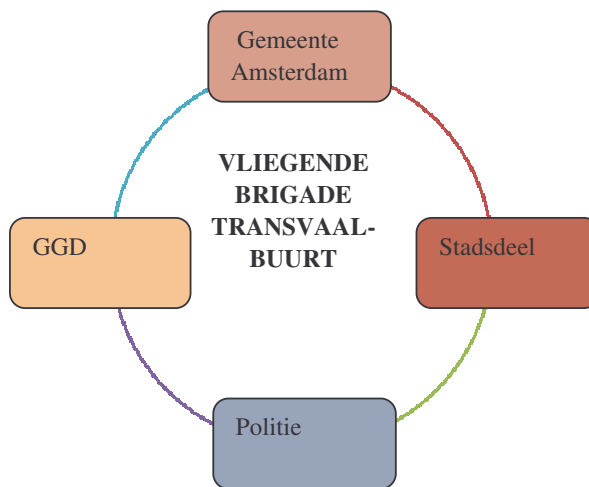 Gemeente
Amsterdam
VLIEGENDE
BRIGADE
TRANSVAAL-
BUURT
GGD
Stadsdeel
Politie